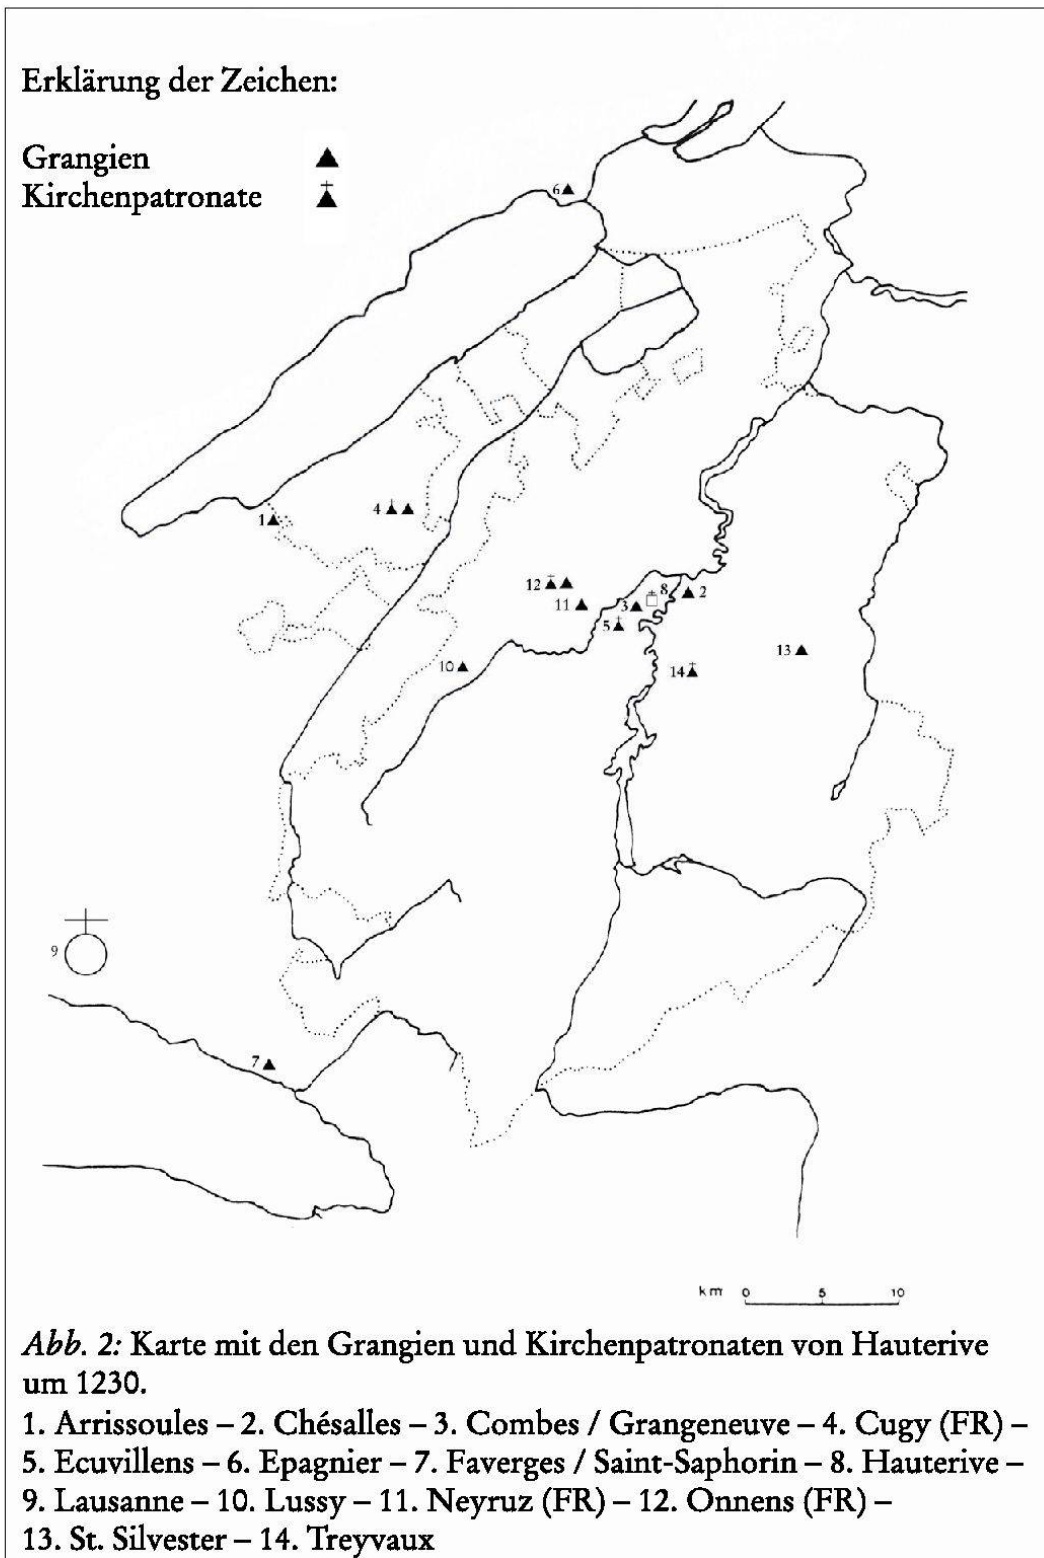 Erklärung der Zeichen:
Grangien
Kirchenpatronate
6
1
4
12
11
3
8
2
5
10
14
13
9
7
km 0 5 10
Abb. 2: Karte mit den Grangien und Kirchenpatronaten von Hauterive
um 1230.
1. Arrissoules – 2. Chésalles – 3. Combes / Grangeneuve – 4. Cugy (FR) –
5. Ecuvillens – 6. Epagnier – 7. Faverges / Saint-Saphorin – 8. Hauterive –
9. Lausanne – 10. Lussy – 11. Neyruz (FR) – 12. Onnens (FR) –
13. St. Silvester – 14. Treyvaux